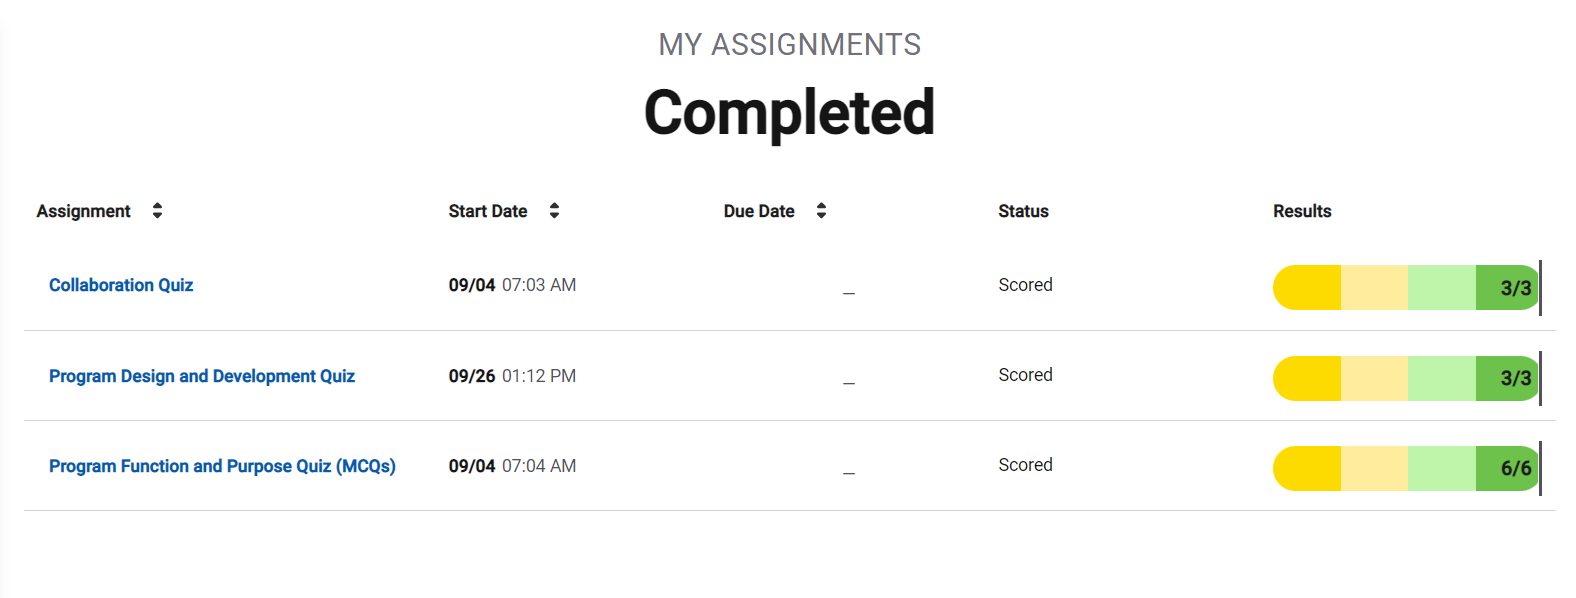 MY ASSIGNMENTS
Completed
Assignment Start Date Due Date Status Results
Collaboration Quiz 09/04 07:03 AM _ Scored 3/3
Program Design and Development Quiz 09/26 01:12 PM _ Scored 3/3
Program Function and Purpose Quiz (MCQs) 09/04 07:04 AM _ Scored 6/6